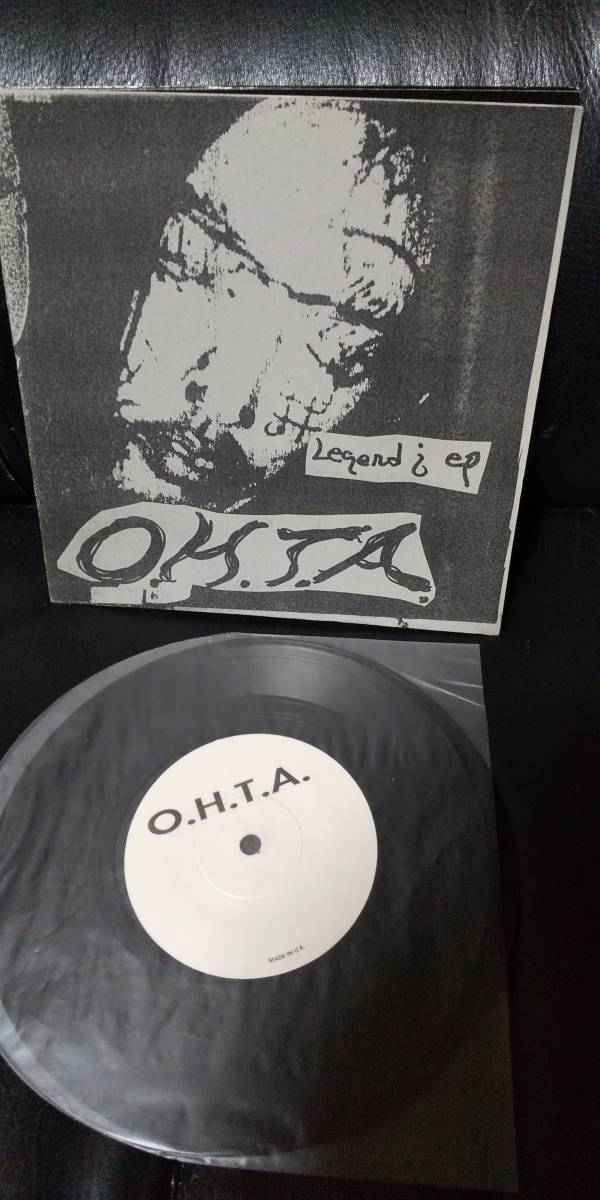 Legend ¿ ep
O.H.T.A.
O.H.T.A.
MADE IN U.K.